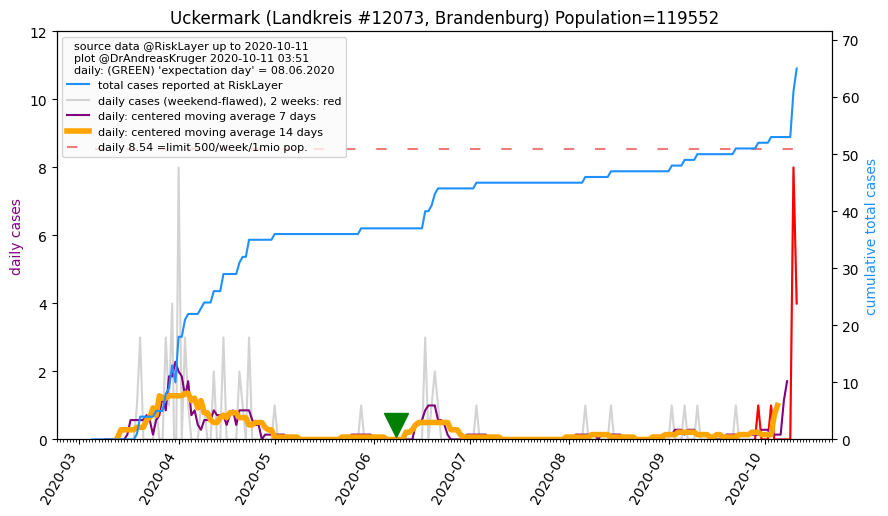 Uckermark (Landkreis #12073, Brandenburg) Population=119552
source data @RiskLayer up to 2020-10-11
plot @DrAndreasKruger 2020-10-11 03:51
daily: (GREEN) 'expectation day' = 08.06.2020
total cases reported at RiskLayer
daily cases (weekend-flawed), 2 weeks: red
daily: centered moving average 7 days
daily: centered moving average 14 days
daily 8.54 =limit 500/week/1mio pop.
daily cases
12
10
8
6
4
2
0
cumulative total cases
70
60
50
40
30
20
10
0
2020-03
2020-04
2020-05
2020-06
2020-07
2020-08
2020-09
2020-10